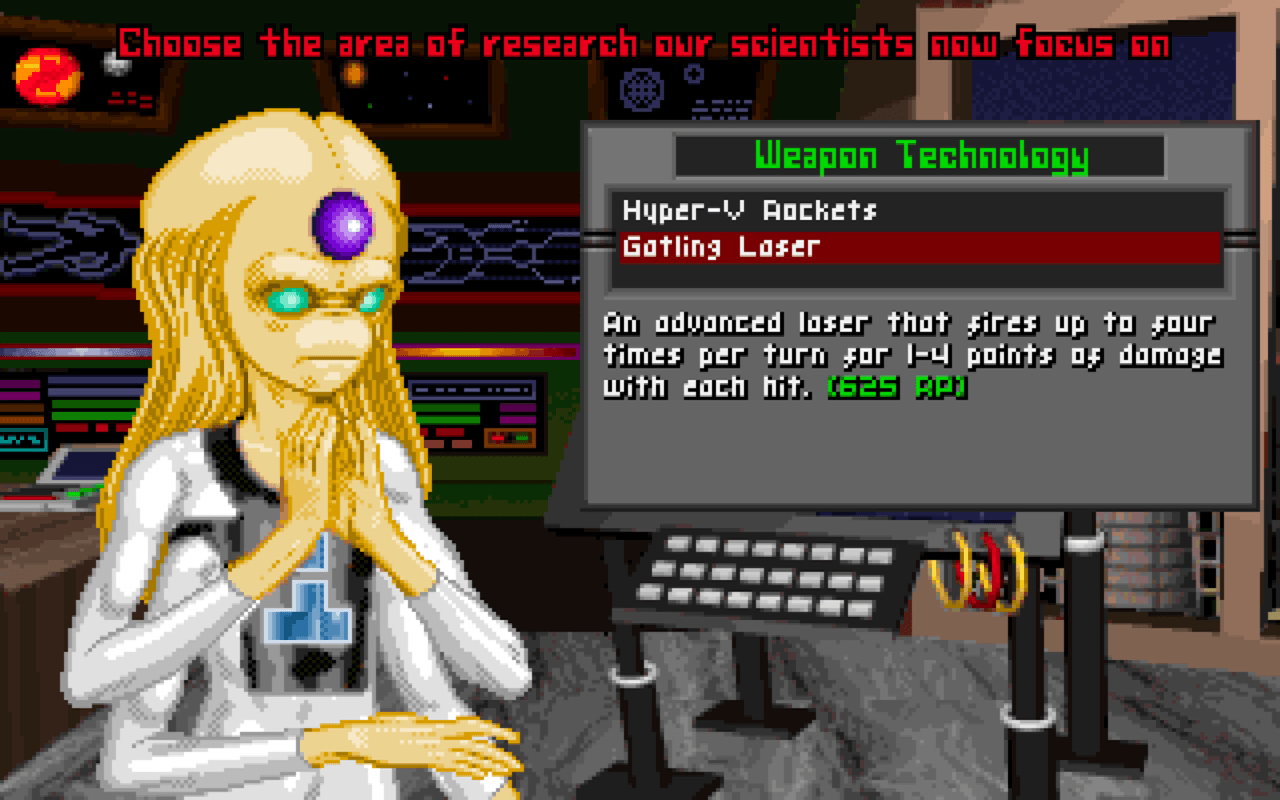 Choose the area of research our scientists now focus on
Weapon Technology
Hyper-V Rockets
Gatling Laser
An advanced laser that fires up to four
times per turn for 1-4 points of damage
with each hit. (625 RP)